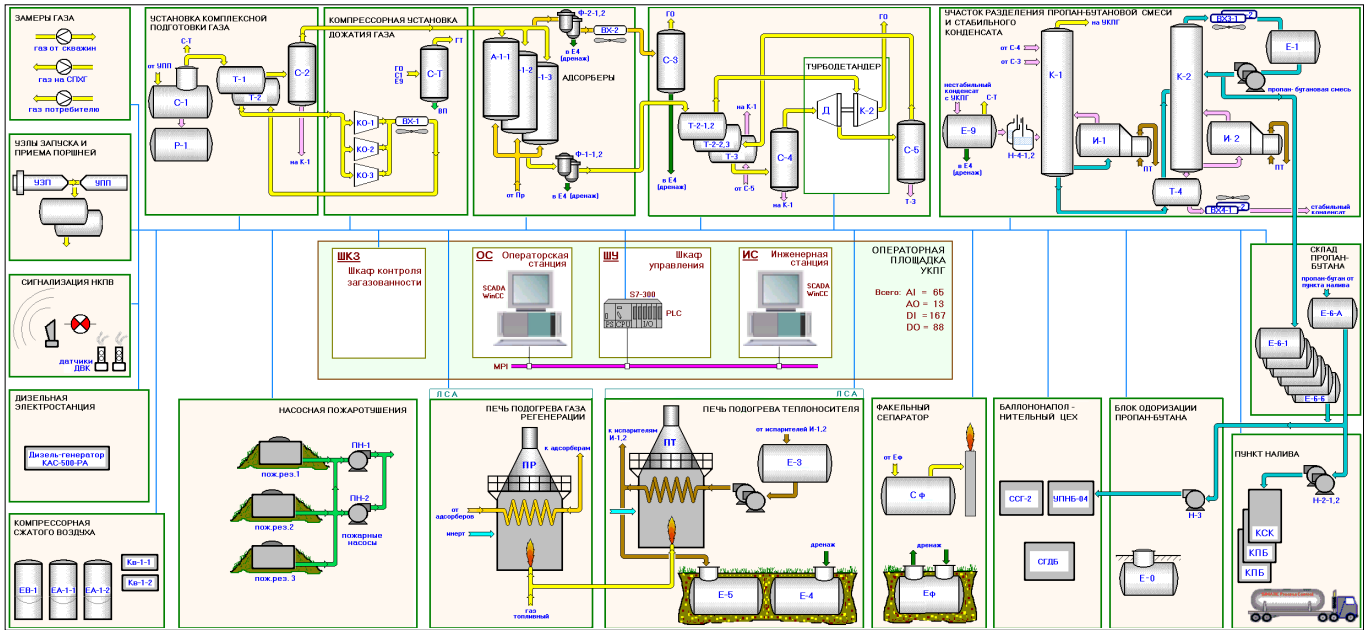 ЗАМЕРЫ ГАЗА
газ от скважин
газ на СПХГ
газ потребителю
УЗЛЫ ЗАПУСКА И
ПРИЕМА ПОРШНЕЙ
УЗП
УПП
СИГНАЛИЗАЦИЯ НКПВ
датчики
ДВК
ДИЗЕЛЬНАЯ
ЭЛЕКТРОСТАНЦИЯ
Дизель-генератор
КАС-500-РА
КОМПРЕССОРНАЯ
СЖАТОГО ВОЗДУХА
ЕВ-1
ЕА-1-1
ЕА-1-2
Кв-1-1
Кв-1-2
УСТАНОВКА КОМПЛЕКСНОЙ
ПОДГОТОВКИ ГАЗА
С-Т
от УПП
С-1
Р-1
Т-1
Т-2
С-2
на К-1
КОМПРЕССОРНАЯ УСТАНОВКА
ДОЖАТИЯ ГАЗА
ГТ
ГО
С1
Е9
С-Т
ВП
КО-1
КО-2
КО-3
ВХ-1
А-1-1
-1-2
-1-3
АДСОРБЕРЫ
Ф-2-1,2
в Е4
(дренаж)
ВХ-2
Ф-1-1,2
в Е4
(дренаж)
от Пр
ГО
С-3
в Е4
(дренаж)
Т-2-1,2
Т-2-2,3
Т-3
на К-1
от С-5
С-4
на К-1
ТУРБОДЕТАНДЕР
Д
К-2
ГО
С-5
Т-3
УЧАСТОК РАЗДЕЛЕНИЯ ПРОПАН-БУТАНОВОЙ СМЕСИ
И СТАБИЛЬНОГО
КОНДЕНСАТА
на УКПГ
от С-4
от С-3
К-1
нестабильный
конденсат
с УКПГ
С-Т
Е-9
в Е4
(дренаж)
Н-4-1,2
И-1
ПТ
К-2
ВХ3-1
2
Е-1
пропан-бутановая смесь
И-2
ПТ
Т-4
ВХ4-1
2
стабильный
конденсат
ШКЗ
Шкаф контроля
загазованности
ОС
Операторская
станция
SCADA
WinCC
ШУ
Шкаф
управления
S7-300
PLC
PS
CPU
I/O
ИС
Инженерная
станция
SCADA
WinCC
MPI
ОПЕРАТОРНАЯ
ПЛОЩАДКА
УКПГ
Всего: AI = 65
AO = 13
DI = 167
DO = 88
СКЛАД
ПРОПАН-
БУТАНА
пропан-бутан от
пункта налива
Е-6-А
Е-6-1
Е-6-6
НАСОСНАЯ ПОЖАРОТУШЕНИЯ
пож.рез.1
пож.рез.2
пож.рез. 3
ПН-1
ПН-2
пожарные
насосы
ПСА
ПЕЧЬ ПОДОГРЕВА ГАЗА
РЕГЕНЕРАЦИИ
ПР
к адсорберам
от
адсорберов
инерт
газ
топливный
ПСА
ПЕЧЬ ПОДОГРЕВА ТЕПЛОНОСИТЕЛЯ
к испарителям
И-1,2
ПТ
от испарителей И-1,2
Е-3
дренаж
Е-5
Е-4
ФАКЕЛЬНЫЙ
СЕПАРАТОР
от Еф
Сф
дренаж
Еф
БАЛЛОНОНАПОЛ -
НИТЕЛЬНЫЙ ЦЕХ
ССГ-2
УПНБ-04
СГДБ
БЛОК ОДОРИЗАЦИИ
ПРОПАН-БУТАНА
Н-3
Е-0
ПУНКТ НАЛИВА
Н-2-1,2
КСК
КПБ
КПБ